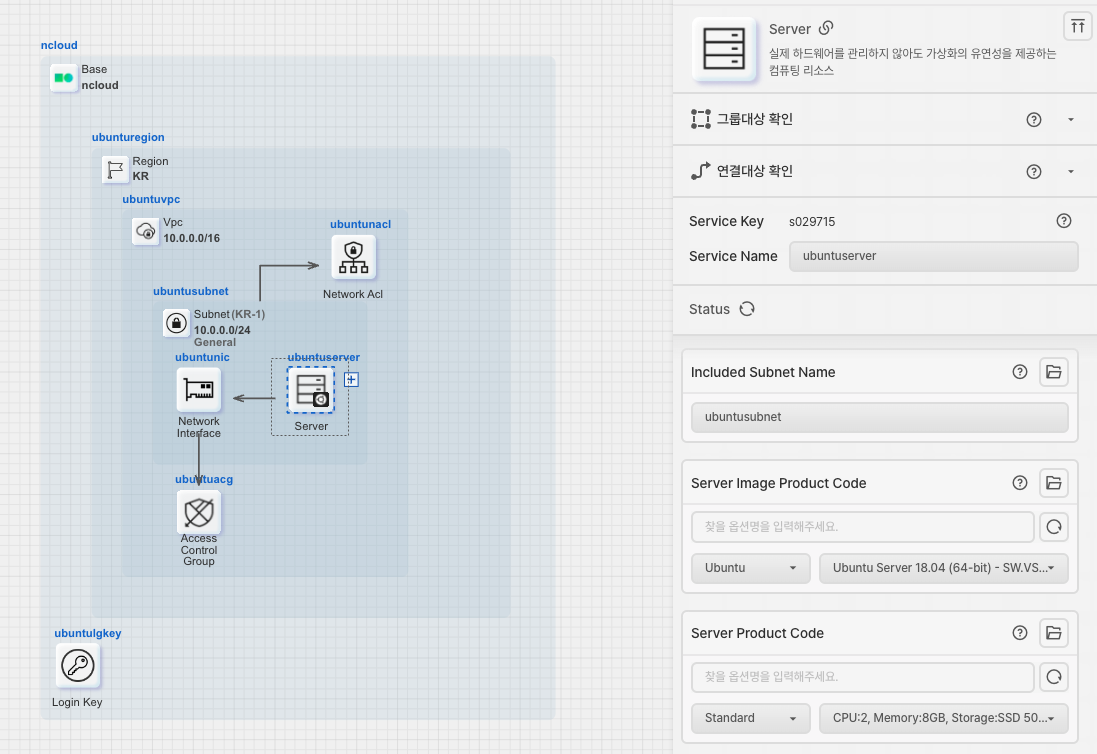 ncloud
Base
ncloud
ubunturegion
Region
KR
ubuntuvpc
Vpc
10.0.0.0/16
ubuntunacl
Network Acl
ubuntusubnet
Subnet (KR-1)
10.0.0.0/24
General
ubuntunic
Network
Interface
ubuntuserver
Server
ubuntuacg
Access
Control
Group
ubuntulgkey
Login Key
Server
실제 하드웨어를 관리하지 않아도 가상화의 유연성을 제공하는
컴퓨팅 리소스
그룹대상 확인
연결대상 확인
Service Key s029715
Service Name ubuntuserver
Status
Included Subnet Name
ubuntusubnet
Server Image Product Code
찾을 옵션명을 입력해주세요.
Ubuntu Ubuntu Server 18.04 (64-bit) - SW.VS...
Server Product Code
찾을 옵션명을 입력해주세요.
Standard CPU:2, Memory:8GB, Storage:SSD 50...